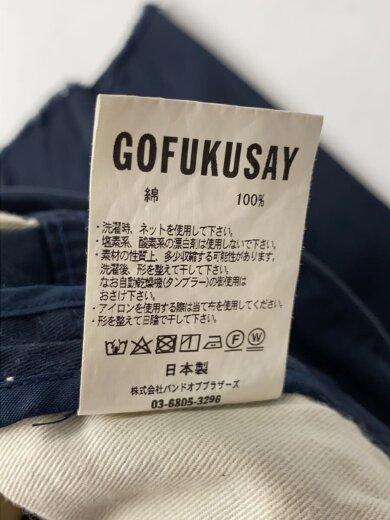 GOFUKUSAY
綿 100%
・洗濯時、ネットを使用して下さい。
・塩素系、酸素系の漂白剤は使用しないで下さい。
・素材の性質上、多少収縮する可能性があります。
洗濯後、形を整えて干して下さい。
なお自動乾燥機(タンブラー)の御使用は
おさけ下さい。
・アイロンを使用する際は当て布を使用してください。
・形を整えて日陰で干して下さい。
F W
日本製
株式会社バンドオブブラザーズ
03-6805-3296